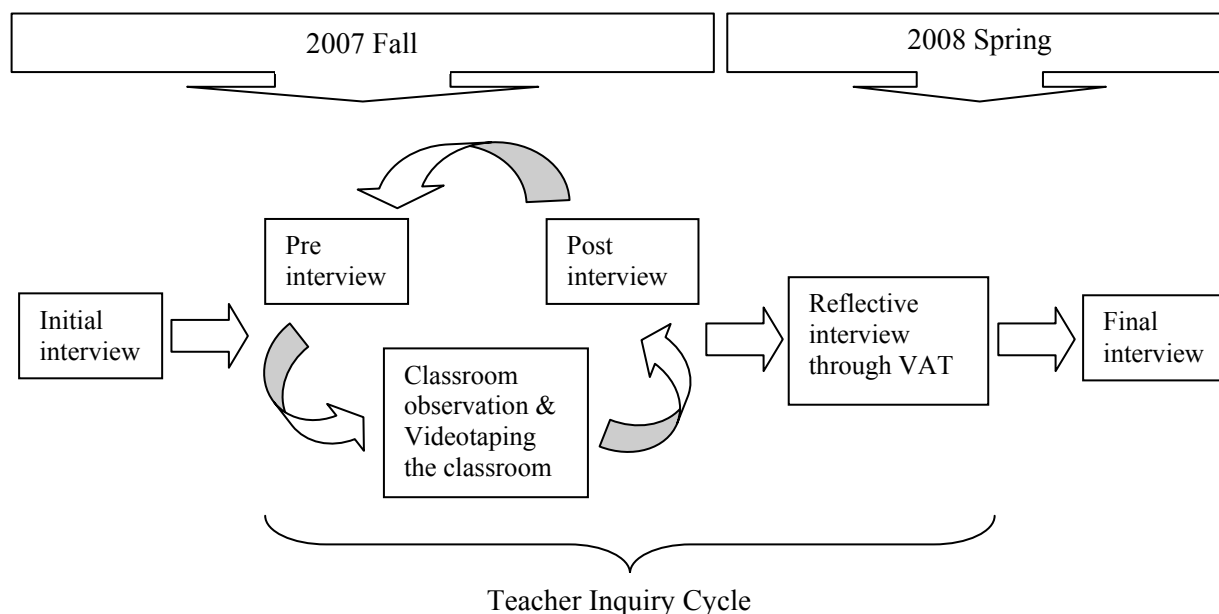 2007 Fall
2008 Spring
Pre
interview
Post
interview
Initial
interview
Classroom
observation &
Videotaping
the classroom
Reflective
interview
through VAT
Final
interview
Teacher Inquiry Cycle